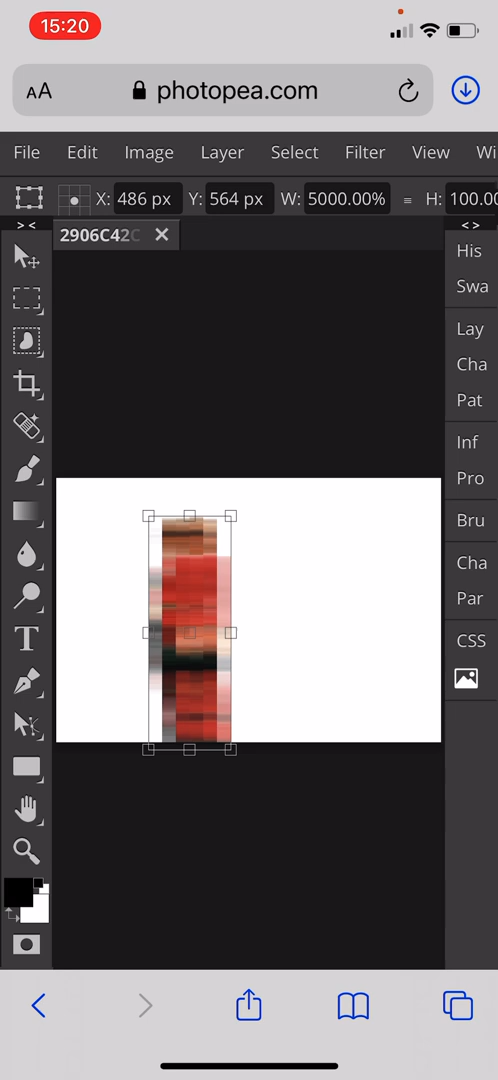 15:20
AA photopea.com
File Edit Image Layer Select Filter View Wi
X: 486 px Y: 564 px W: 5000.00% = H: 100.00
> < < >
2906C42C ✕
His
Swa
Lay
Cha
Pat
Inf
Pro
Bru
Cha
Par
CSS
T